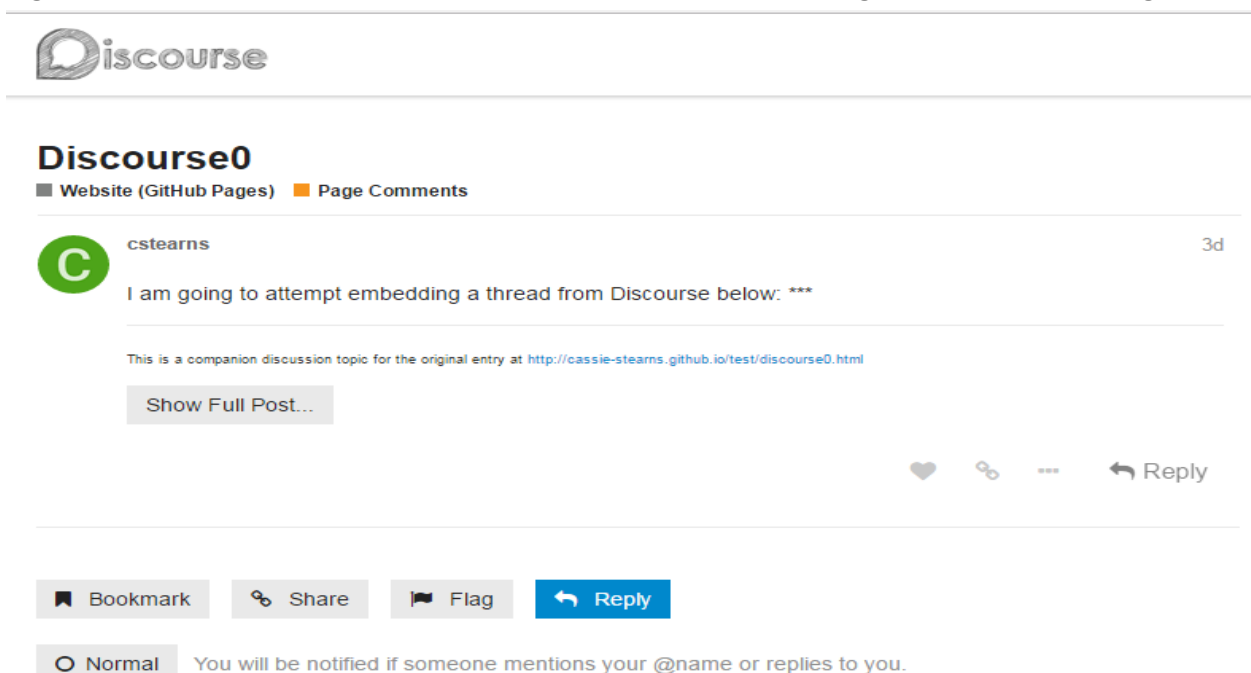 Discourse
Discourse0
Website (GitHub Pages) Page Comments
C
cstearns 3d
I am going to attempt embedding a thread from Discourse below: ***
This is a companion discussion topic for the original entry at http://cassie-stearns.github.io/test/discourse0.html
Show Full Post...
Reply
Bookmark Share Flag Reply
Normal You will be notified if someone mentions your @name or replies to you.